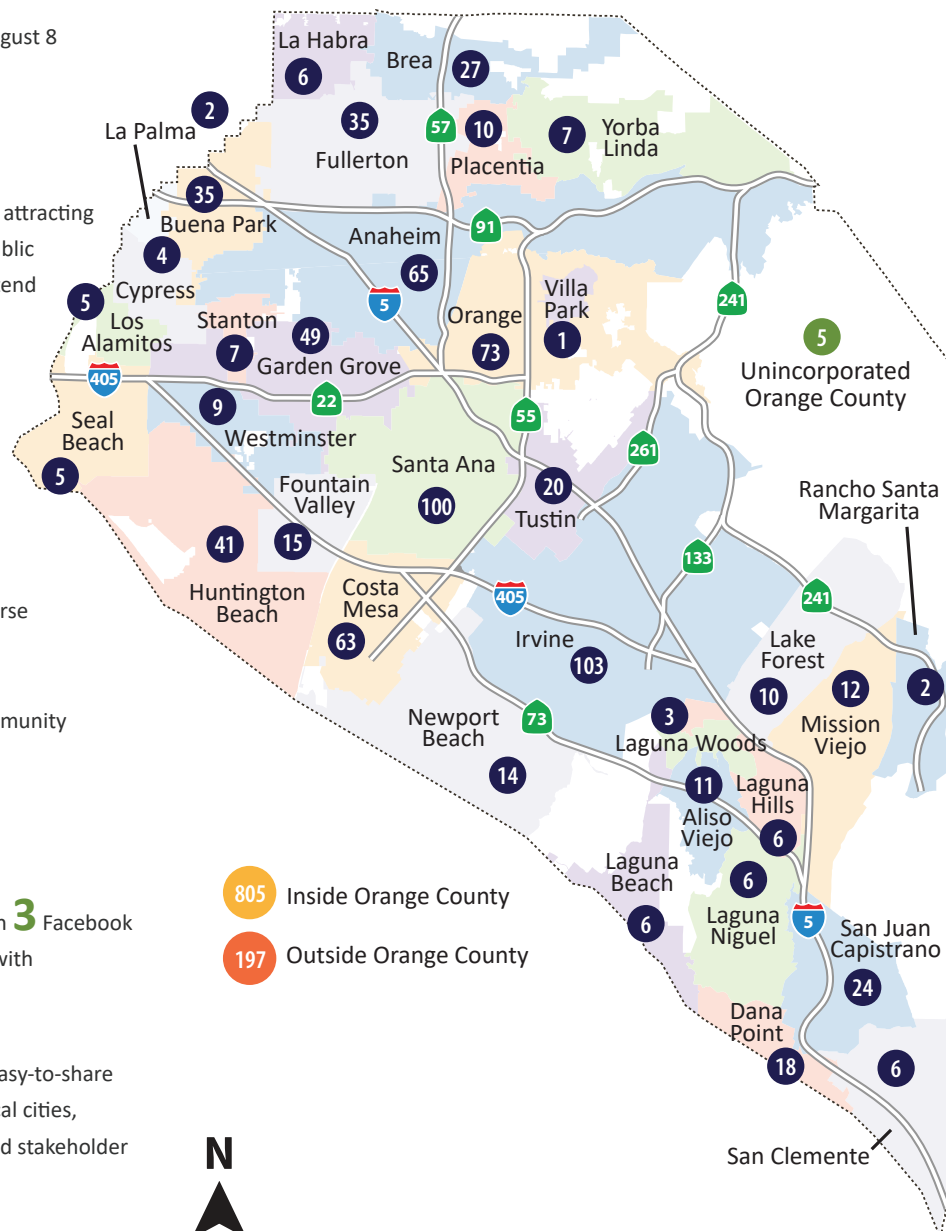 gust 8
attracting
blic
end
rse
munity
3 Facebook
with
asy-to-share
al cities,
d stakeholder
La Habra
6
Brea
27
2
La Palma
35
Fullerton
57
10
Placentia
7
Yorba
Linda
35
Buena Park
91
Anaheim
65
4
Cypress
5
Los
Alamitos
5
241
Stanton
7
49
Garden Grove
Orange
73
Villa
Park
1
5
Unincorporated
Orange County
405
22
9
Westminster
55
261
Seal
Beach
5
Santa Ana
100
20
Tustin
Fountain
Valley
15
Rancho Santa
Margarita
2
41
Huntington
Beach
133
Costa
Mesa
63
405
Irvine
103
241
Lake
Forest
10
12
Mission
Viejo
Newport
Beach
14
73
3
Laguna Woods
11
Aliso
Viejo
Laguna
Hills
6
Laguna
Beach
6
6
Laguna
Niguel
5
San Juan
Capistrano
24
Dana
Point
18
6
San Clemente
805 Inside Orange County
197 Outside Orange County
N